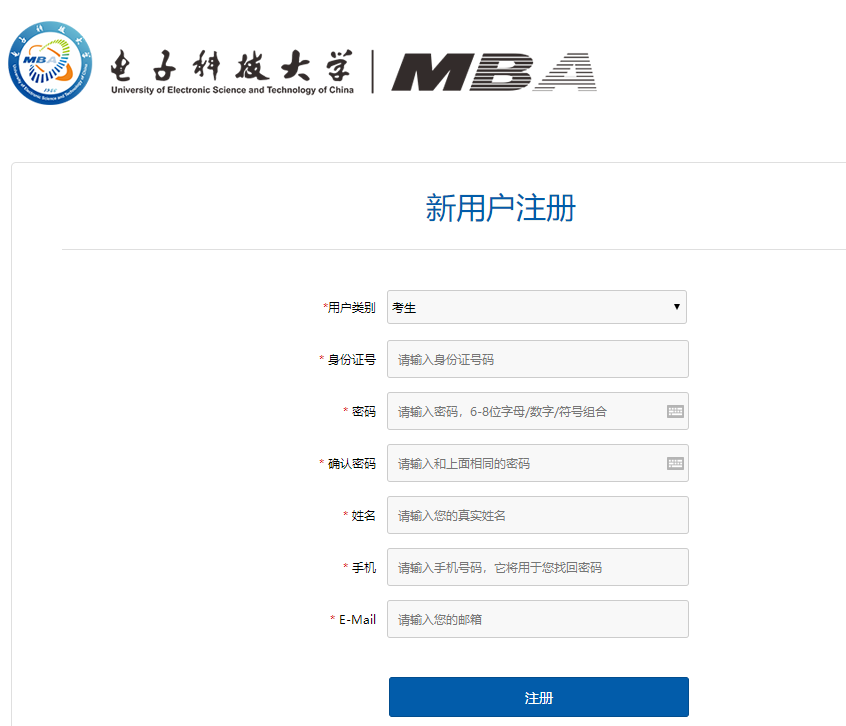 电子科技大学
University of Electronic Science and Technology of China
MBA
新用户注册
*用户类别 考生
* 身份证号 请输入身份证号码
* 密码 请输入密码，6-8位字母/数字/符号组合
* 确认密码 请输入和上面相同的密码
* 姓名 请输入您的真实姓名
* 手机 请输入手机号码，它将用于您找回密码
* E-Mail 请输入您的邮箱
注册